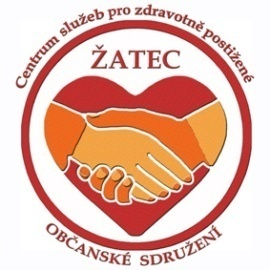 Centrum služeb pro zdravotně postižené
ŽATEC
OBČANSKÉ SDRUŽENÍ